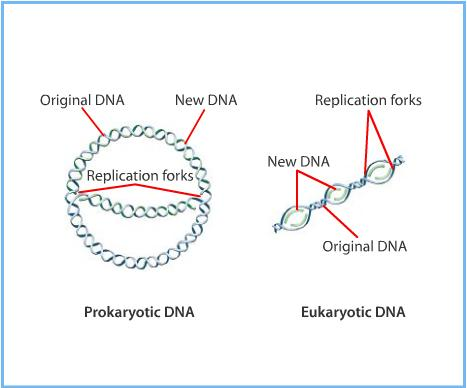 Original DNA
New DNA
Replication forks
Prokaryotic DNA
Replication forks
New DNA
Original DNA
Eukaryotic DNA